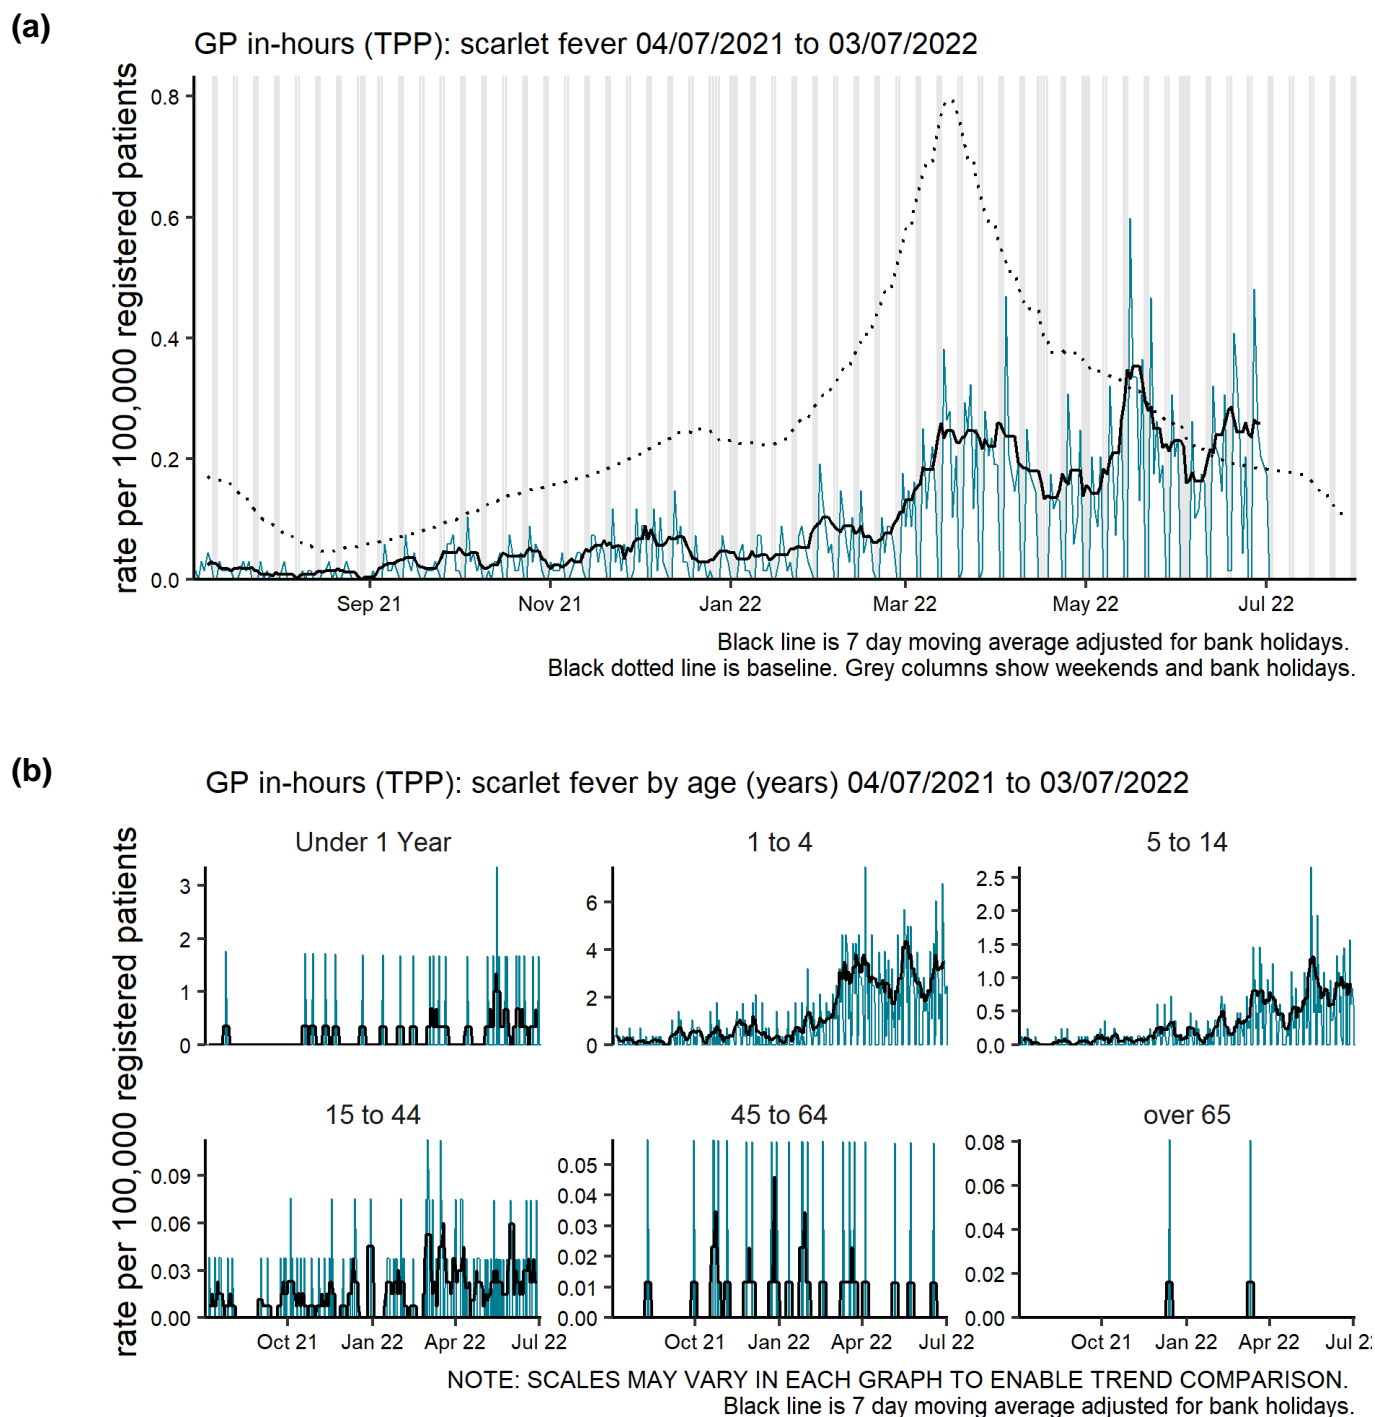 (a)
GP in-hours (TPP): scarlet fever 04/07/2021 to 03/07/2022
rate per 100,000 registered patients
0.8
0.6
0.4
0.2
0.0
Sep 21 Nov 21 Jan 22 Mar 22 May 22 Jul 22
Black line is 7 day moving average adjusted for bank holidays.
Black dotted line is baseline. Grey columns show weekends and bank holidays.
(b)
GP in-hours (TPP): scarlet fever by age (years) 04/07/2021 to 03/07/2022
rate per 100,000 registered patients
Under 1 Year
3
2
1
0
1 to 4
6
4
2
0
5 to 14
2.5
2.0
1.5
1.0
0.5
0.0
15 to 44
0.09
0.06
0.03
0.00
Oct 21 Jan 22 Apr 22 Jul 22
45 to 64
0.05
0.04
0.03
0.02
0.01
0.00
Oct 21 Jan 22 Apr 22 Jul 22
over 65
0.08
0.06
0.04
0.02
0.00
Oct 21 Jan 22 Apr 22 Jul 2
NOTE: SCALES MAY VARY IN EACH GRAPH TO ENABLE TREND COMPARISON.
Black line is 7 day moving average adjusted for bank holidays.